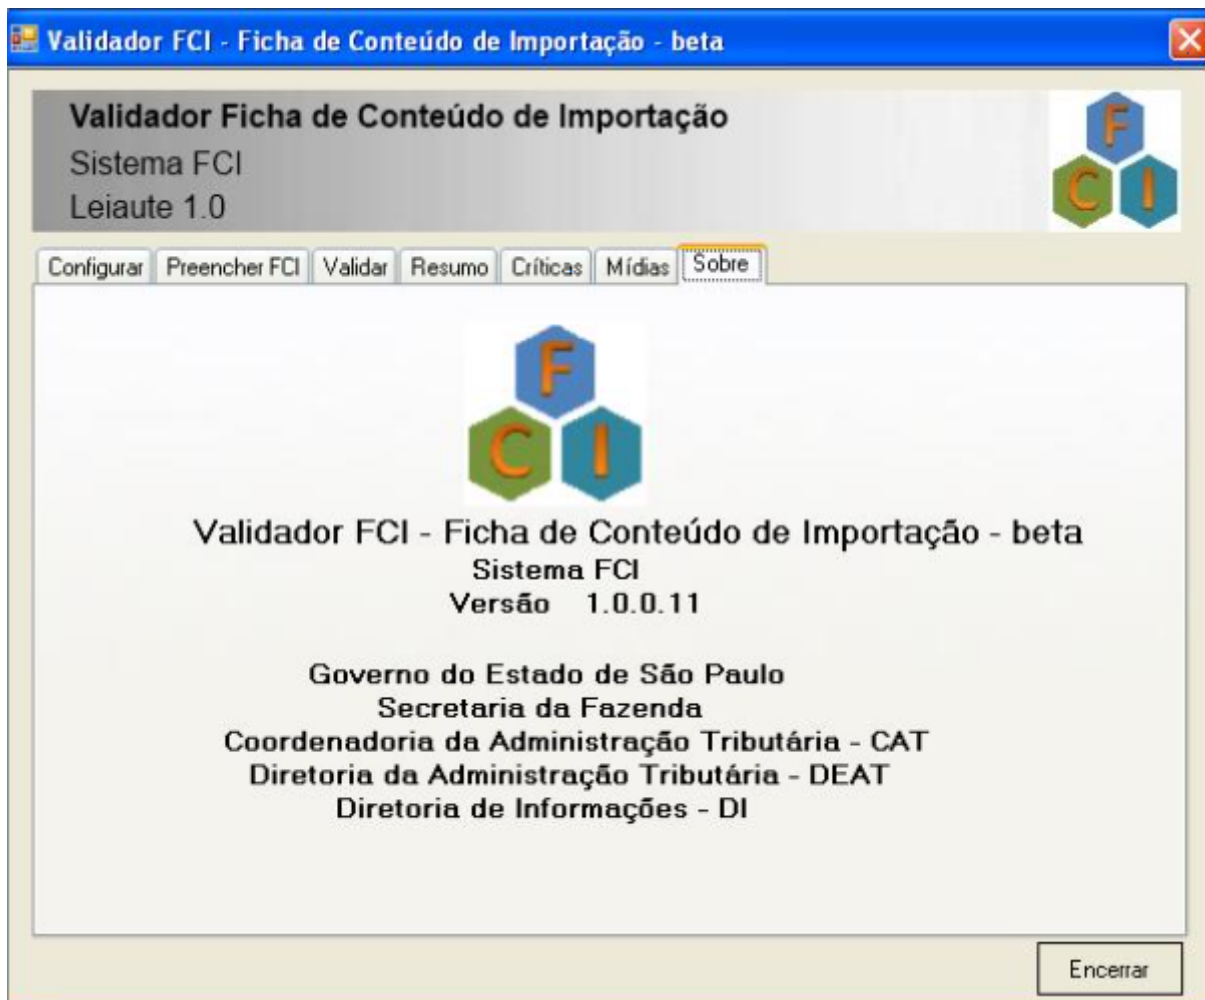 Validador FCI - Ficha de Conteúdo de Importação - beta
Validador Ficha de Conteúdo de Importação
Sistema FCI
Leiaute 1.0
F
C I
Configurar Preencher FCI Validar Resumo Críticas Mídias Sobre
F
C I
Validador FCI - Ficha de Conteúdo de Importação - beta
Sistema FCI
Versão 1.0.0.11
Governo do Estado de São Paulo
Secretaria da Fazenda
Coordenadoria da Administração Tributária - CAT
Diretoria da Administração Tributária - DEAT
Diretoria de Informações - DI
Encerrar